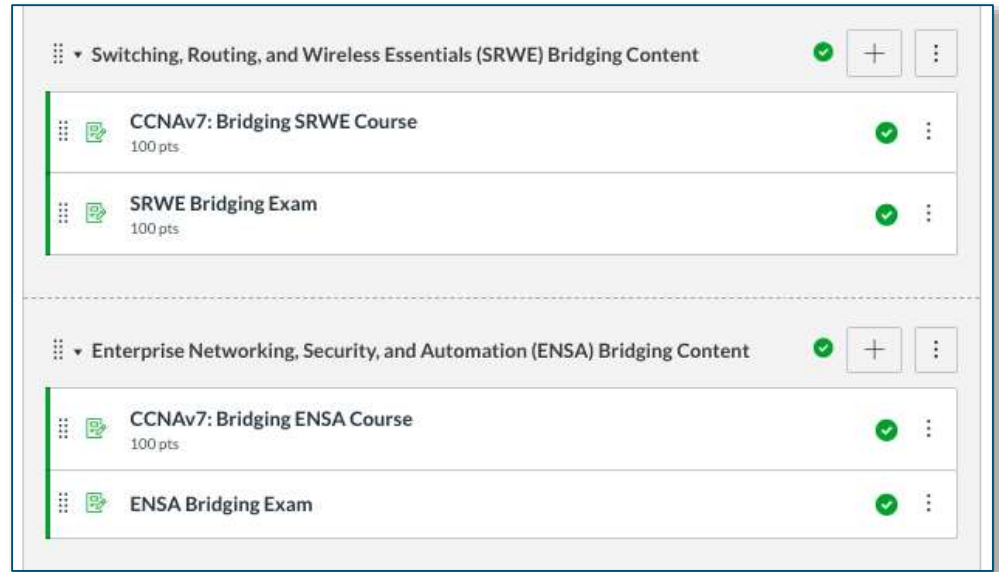 Switching, Routing, and Wireless Essentials (SRWE) Bridging Content
CCNAv7: Bridging SRWE Course
100 pts
SRWE Bridging Exam
100 pts
Enterprise Networking, Security, and Automation (ENSA) Bridging Content
CCNAv7: Bridging ENSA Course
100 pts
ENSA Bridging Exam